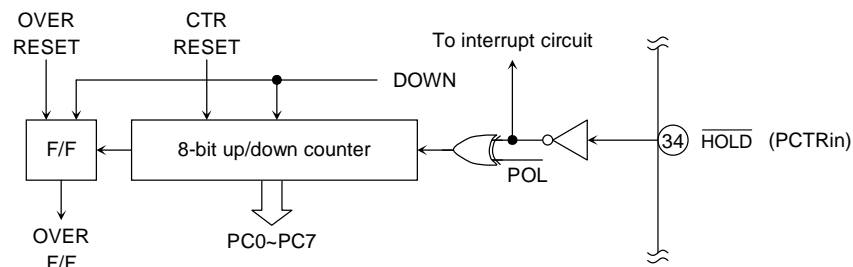 OVER
RESET
CTR
RESET
To interrupt circuit
DOWN
F/F
8-bit up/down counter
POL
34
HOLD (PCTRin)
OVER
F/F
PC0~PC7